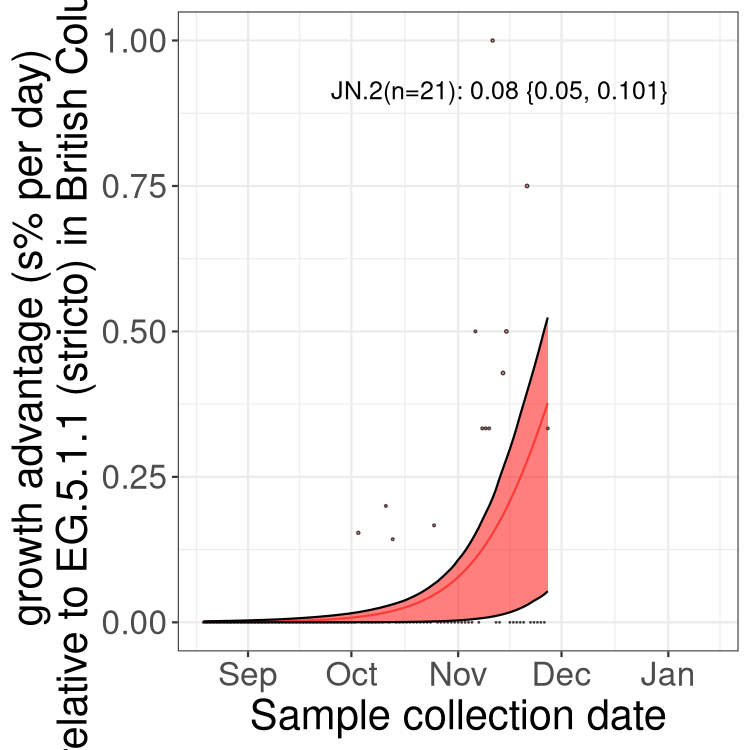 growth advantage (s% per day)
relative to EG.5.1.1 (stricto) in British Colu
1.00
0.75
0.50
0.25
0.00
JN.2(n=21): 0.08 {0.05, 0.101}
Sep Oct Nov Dec Jan
Sample collection date